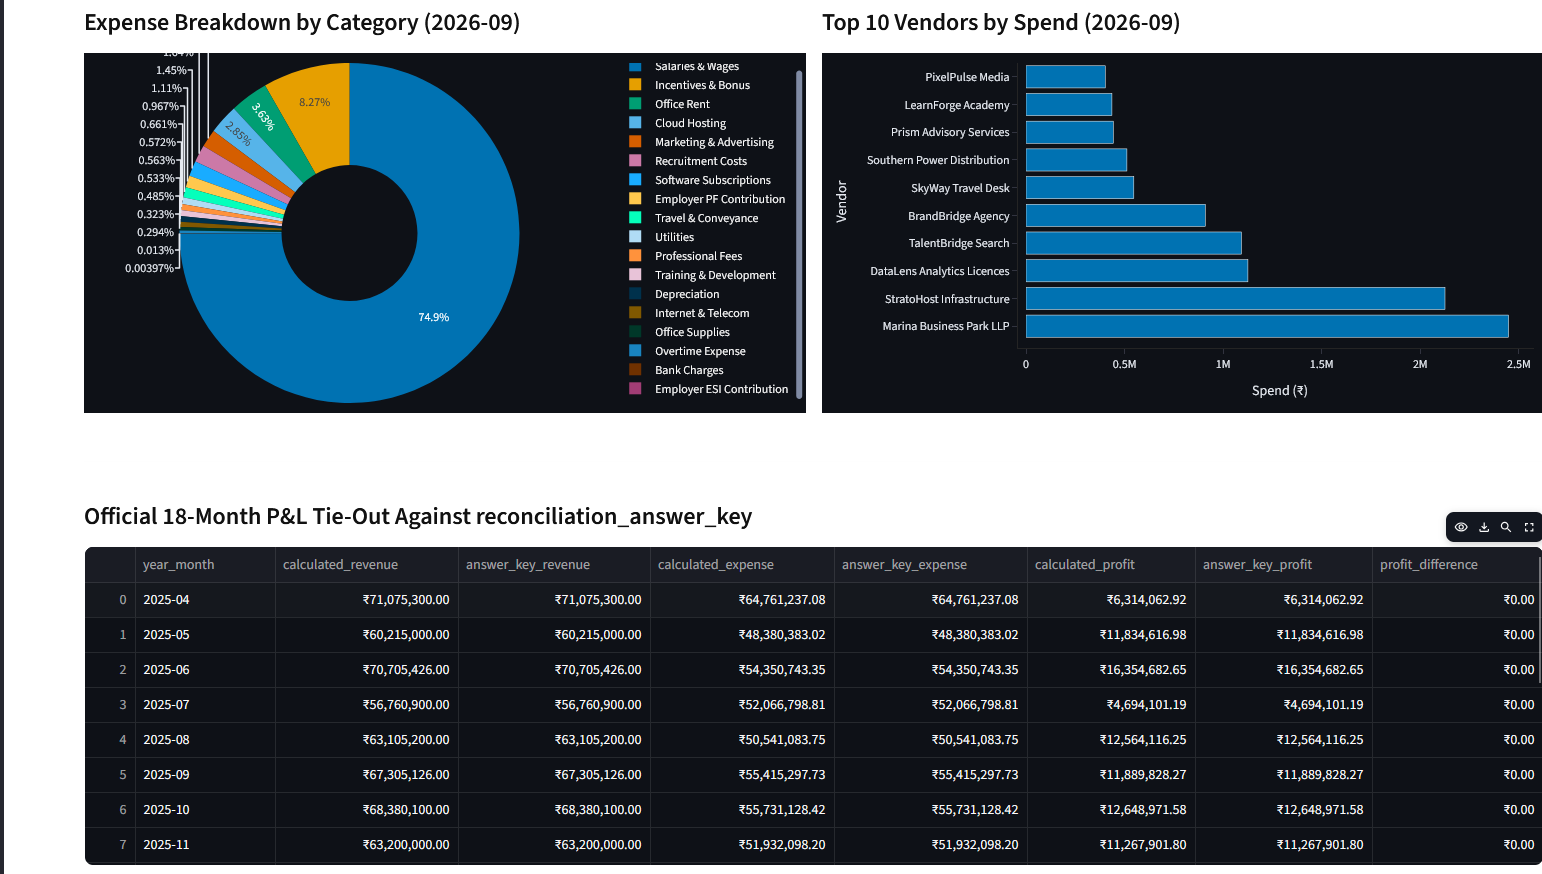 Expense Breakdown by Category (2026-09)
1.45%
1.11%
0.967%
0.661%
0.572%
0.563%
0.533%
0.485%
0.323%
0.294%
0.013%
0.00397%
2.85%
3.63%
8.27%
74.9%
Salaries & Wages
Incentives & Bonus
Office Rent
Cloud Hosting
Marketing & Advertising
Recruitment Costs
Software Subscriptions
Employer PF Contribution
Travel & Conveyance
Utilities
Professional Fees
Training & Development
Depreciation
Internet & Telecom
Office Supplies
Overtime Expense
Bank Charges
Employer ESI Contribution
Top 10 Vendors by Spend (2026-09)
Vendor
PixelPulse Media
LearnForge Academy
Prism Advisory Services
Southern Power Distribution
SkyWay Travel Desk
BrandBridge Agency
TalentBridge Search
DataLens Analytics Licences
StratoHost Infrastructure
Marina Business Park LLP
0 0.5M 1M 1.5M 2M 2.5M
Spend (₹)
Official 18-Month P&L Tie-Out Against reconciliation_answer_key
year_month calculated_revenue answer_key_revenue calculated_expense answer_key_expense calculated_profit answer_key_profit profit_difference
0 2025-04 ₹71,075,300.00 ₹71,075,300.00 ₹64,761,237.08 ₹64,761,237.08 ₹6,314,062.92 ₹6,314,062.92 ₹0.00
1 2025-05 ₹60,215,000.00 ₹60,215,000.00 ₹48,380,383.02 ₹48,380,383.02 ₹11,834,616.98 ₹11,834,616.98 ₹0.00
2 2025-06 ₹70,705,426.00 ₹70,705,426.00 ₹54,350,743.35 ₹54,350,743.35 ₹16,354,682.65 ₹16,354,682.65 ₹0.00
3 2025-07 ₹56,760,900.00 ₹56,760,900.00 ₹52,066,798.81 ₹52,066,798.81 ₹4,694,101.19 ₹4,694,101.19 ₹0.00
4 2025-08 ₹63,105,200.00 ₹63,105,200.00 ₹50,541,083.75 ₹50,541,083.75 ₹12,564,116.25 ₹12,564,116.25 ₹0.00
5 2025-09 ₹67,305,126.00 ₹67,305,126.00 ₹55,415,297.73 ₹55,415,297.73 ₹11,889,828.27 ₹11,889,828.27 ₹0.00
6 2025-10 ₹68,380,100.00 ₹68,380,100.00 ₹55,731,128.42 ₹55,731,128.42 ₹12,648,971.58 ₹12,648,971.58 ₹0.00
7 2025-11 ₹63,200,000.00 ₹63,200,000.00 ₹51,932,098.20 ₹51,932,098.20 ₹11,267,901.80 ₹11,267,901.80 ₹0.00